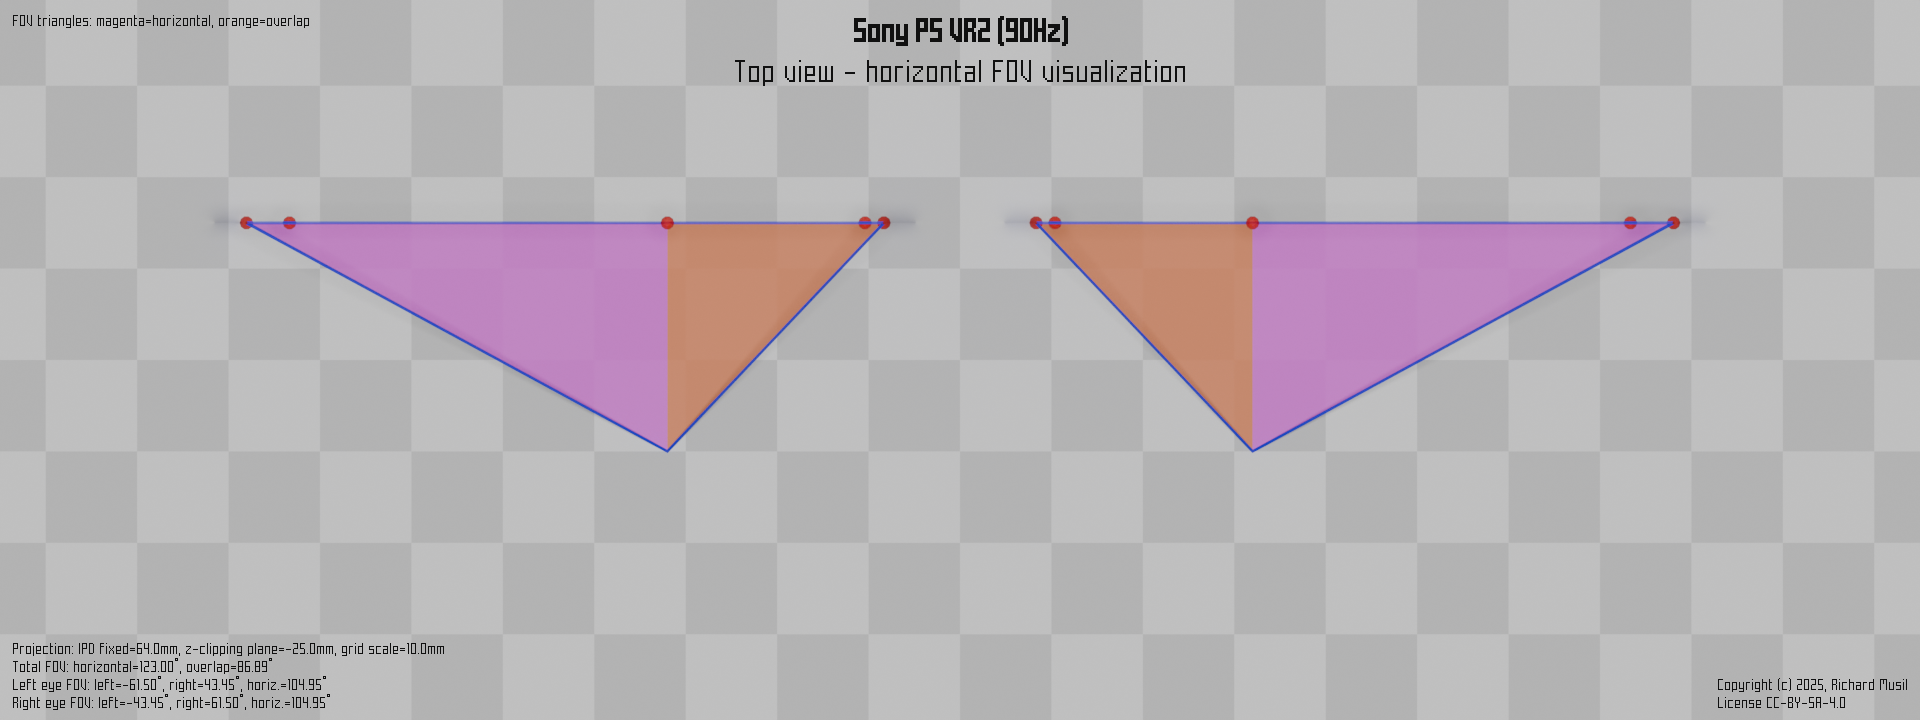 FOV triangles: magenta=horizontal, orange=overlap
Sony PS VR2 (90Hz)
Top view - horizontal FOV visualization
Projection: IPD fixed=64.0mm, z-clipping plane=-25.0mm, grid scale=10.0mm
Total FOV: horizontal=123.00°, overlap=86.89°
Left eye FOV: left=-61.50°, right=43.45°, horiz.=104.95°
Right eye FOV: left=-43.45°, right=61.50°, horiz.=104.95°
Copyright (c) 2025, Richard Musil
License CC-BY-SA-4.0